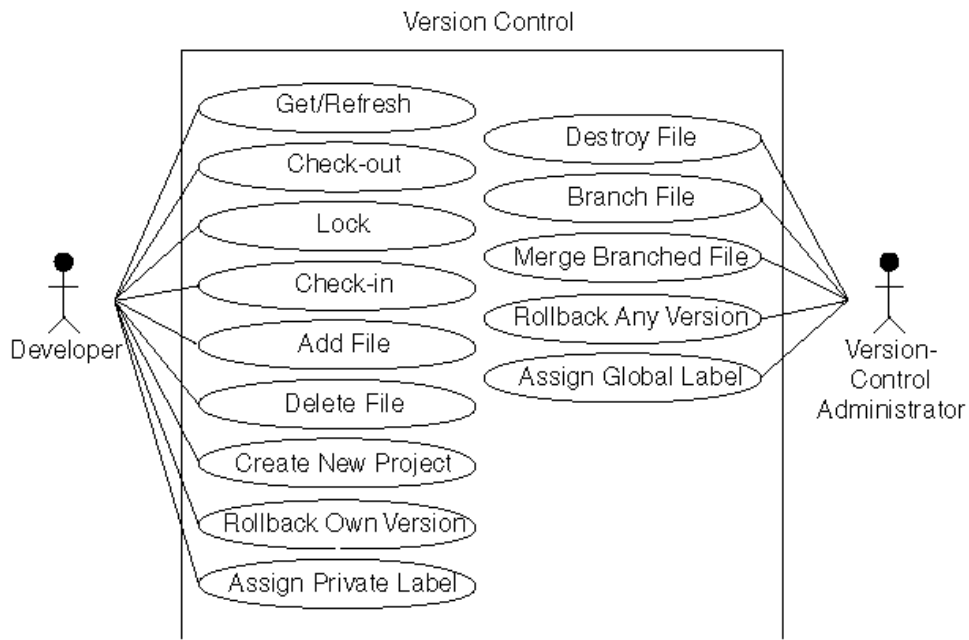 Version Control
Get/Refresh
Check-out
Lock
Check-in
Add File
Delete File
Create New Project
Rollback Own Version
Assign Private Label
Destroy File
Branch File
Merge Branched File
Rollback Any Version
Assign Global Label
Developer
Version-
Control
Administrator